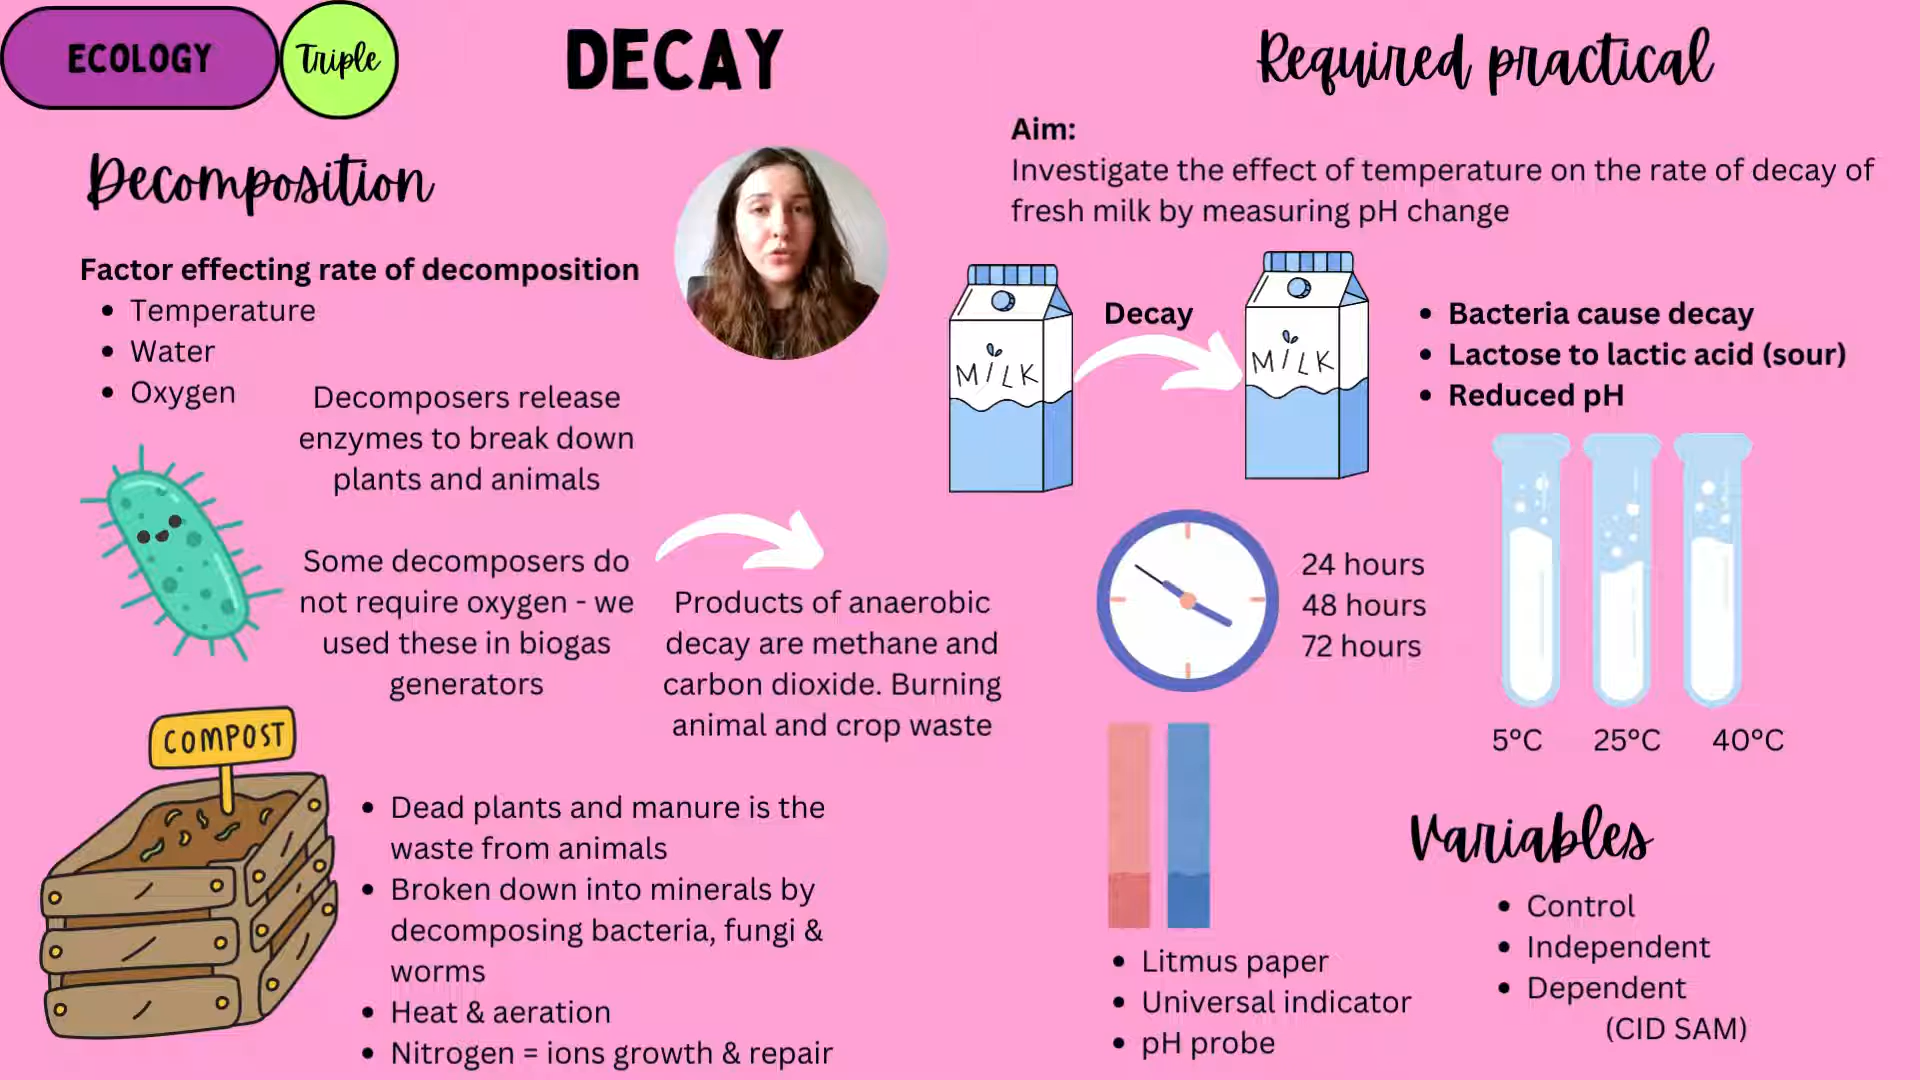 ECOLOGY
Triple
DECAY
Decomposition
Factor effecting rate of decomposition
• Temperature
• Water
• Oxygen
Decomposers release
enzymes to break down
plants and animals
Some decomposers do
not require oxygen - we
used these in biogas
generators
Products of anaerobic
decay are methane and
carbon dioxide. Burning
animal and crop waste
COMPOST
• Dead plants and manure is the
waste from animals
• Broken down into minerals by
decomposing bacteria, fungi &
worms
• Heat & aeration
• Nitrogen = ions growth & repair
Required practical
Aim:
Investigate the effect of temperature on the rate of decay of
fresh milk by measuring pH change
MILK
Decay
MILK
• Bacteria cause decay
• Lactose to lactic acid (sour)
• Reduced pH
24 hours
48 hours
72 hours
5°C 25°C 40°C
• Litmus paper
• Universal indicator
• pH probe
Variables
• Control
• Independent
• Dependent
(CID SAM)